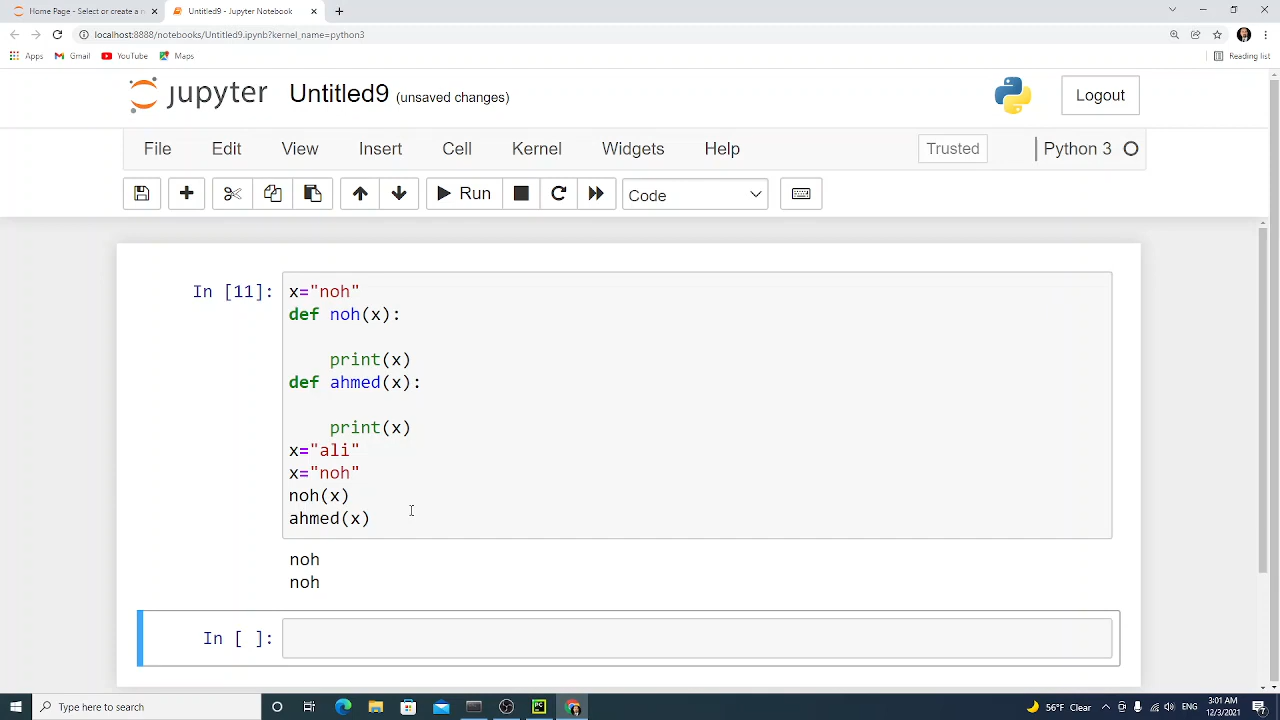 Home Page - Select or create a n
Untitled9 - Jupyter Notebook
localhost:8888/notebooks/Untitled9.ipynb?kernel_name=python3
Apps
Gmail
YouTube
Maps
Reading list
jupyter Untitled9 (unsaved changes)
Logout
File Edit View Insert Cell Kernel Widgets Help
Trusted
Python 3
Run
Code
In [11]:
x="noh"
def noh(x):
print(x)
def ahmed(x):
print(x)
x="ali"
x="noh"
noh(x)
ahmed(x)
noh
noh
In [ ]:
Type here to search
56°F Clear
ENG
3:01 AM
12/3/2021